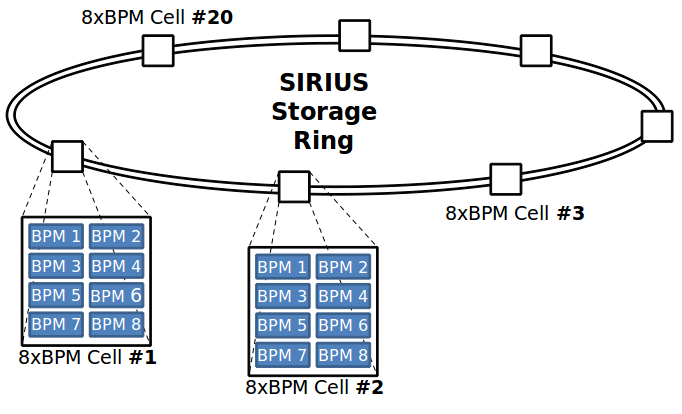 8xBPM Cell #20
SIRIUS
Storage
Ring
8xBPM Cell #3
BPM 1 BPM 2
BPM 3 BPM 4
BPM 5 BPM 6
BPM 7 BPM 8
8xBPM Cell #1
BPM 1 BPM 2
BPM 3 BPM 4
BPM 5 BPM 6
BPM 7 BPM 8
8xBPM Cell #2